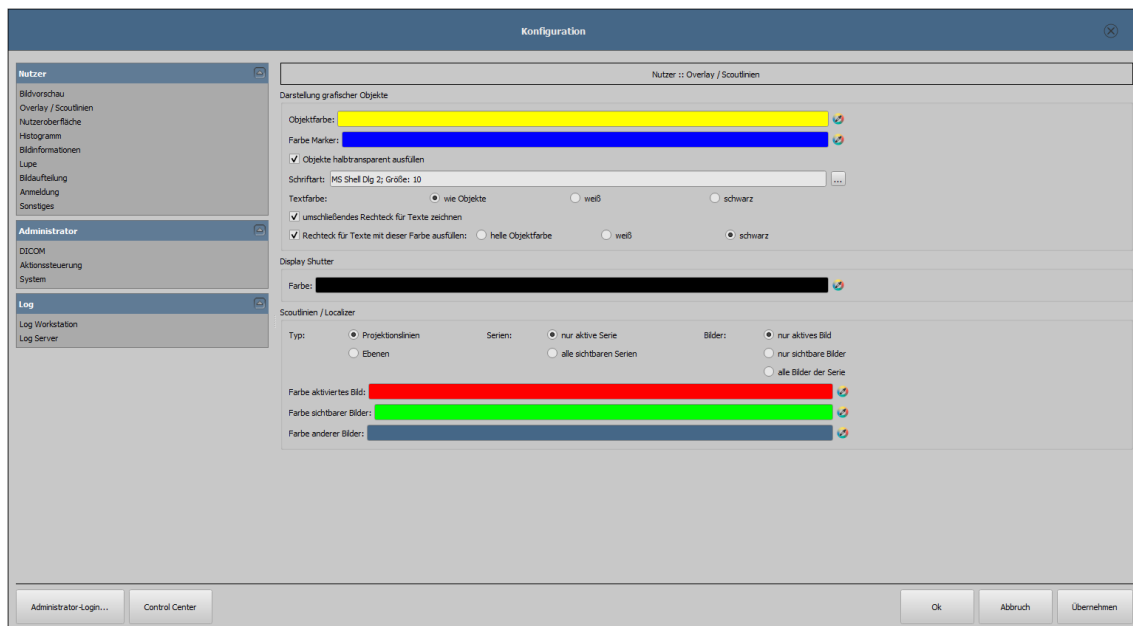 Konfiguration
Nutzer
Bildvorschau
Overlay / Scoutlinien
Nutzeroberfläche
Histogramm
Bildinformationen
Lupe
Bildaufteilung
Anmeldung
Sonstiges
Administrator
DICOM
Aktionssteuerung
System
Log
Log Workstation
Log Server
Nutzer :: Overlay / Scoutlinien
Darstellung grafischer Objekte
Objektfarbe:
Farbe Marker:
Objekte halbtransparent ausfüllen
Schriftart: MS Shell Dlg 2; Größe: 10 ...
Textfarbe: wie Objekte weiß schwarz
umschließendes Rechteck für Texte zeichnen
Rechteck für Texte mit dieser Farbe ausfüllen: helle Objektfarbe weiß schwarz
Display Shutter
Farbe:
Scoutlinien / Localizer
Typ: Projektionslinien Serien: nur aktive Serie Bilder: nur aktives Bild
Ebenen alle sichtbaren Serien nur sichtbare Bilder
alle Bilder der Serie
Farbe aktiviertes Bild:
Farbe sichtbarer Bilder:
Farbe anderer Bilder:
Administrator-Login... Control Center Ok Abbruch Übernehmen